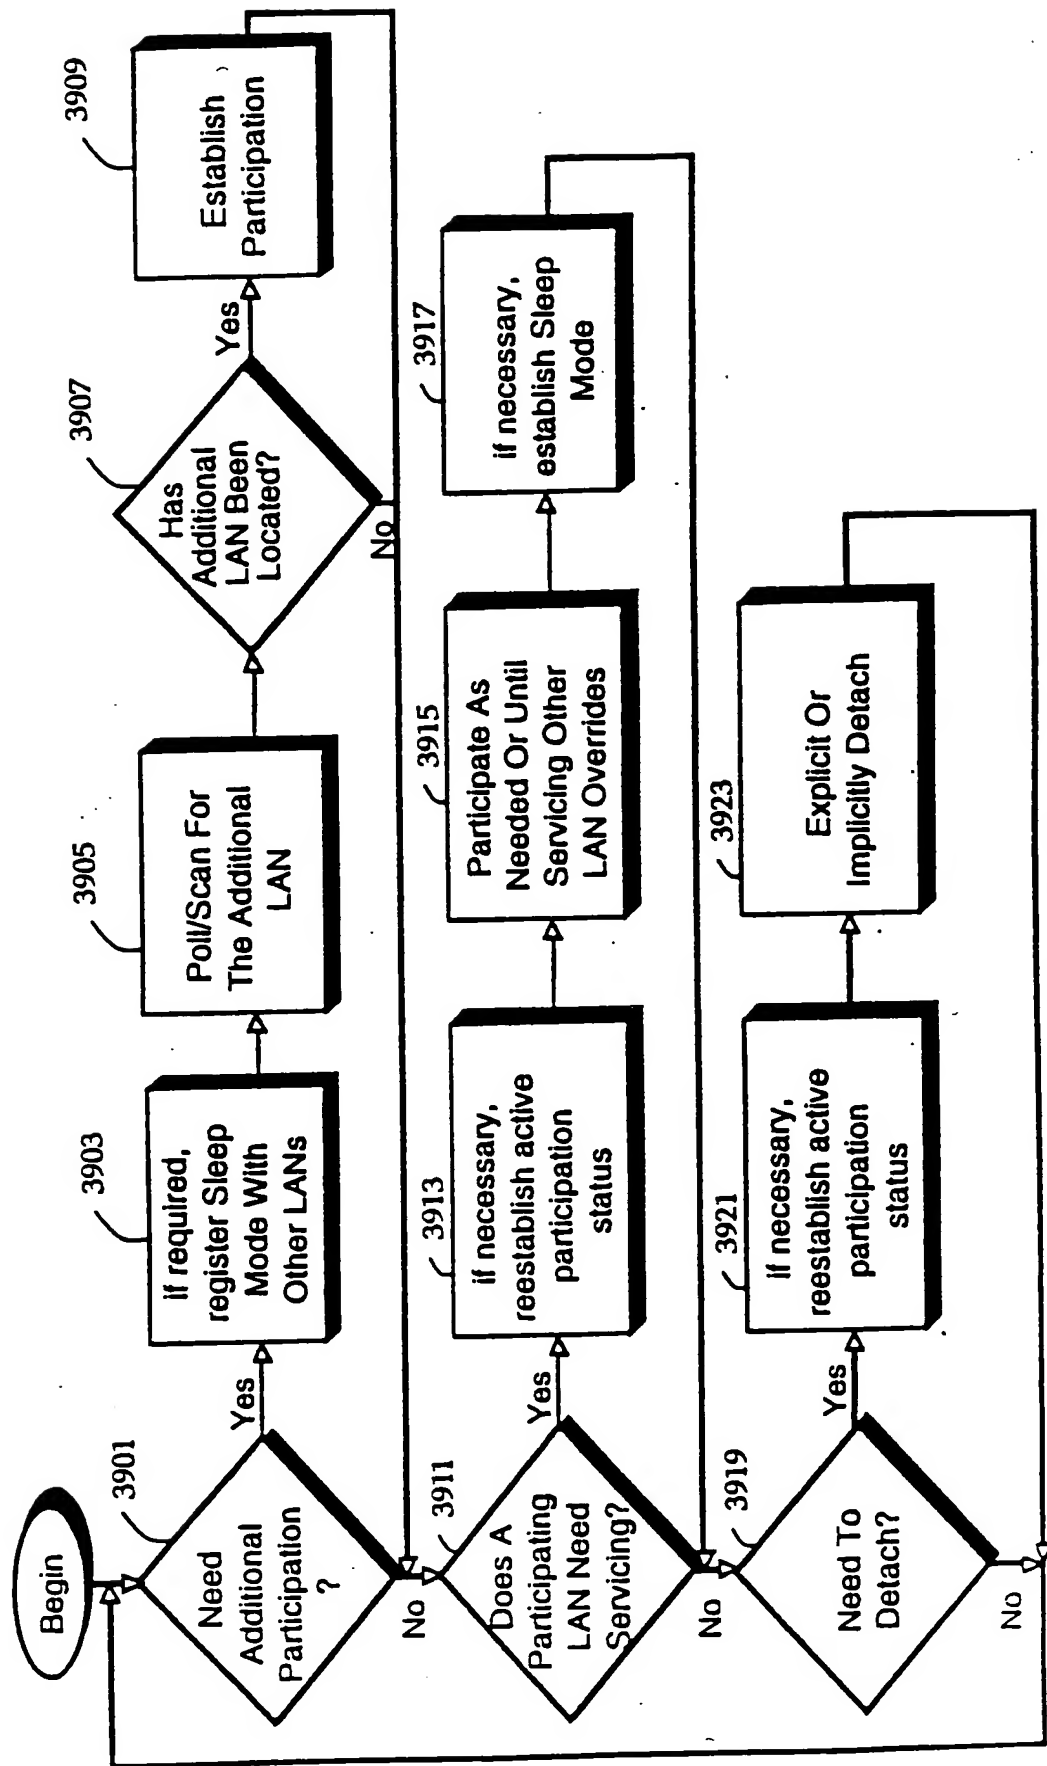 Begin
3901
Need
Additional
Participation
?
Yes
No
3903
If required,
register Sleep
Mode With
Other LANs
3905
Poll/Scan For
The Additional
LAN
3907
Has
Additional
LAN Been
Located?
Yes
No
3909
Establish
Participation
3911
Does A
Participating
LAN Need
Servicing?
Yes
No
3913
if necessary,
reestablish active
participation
status
3915
Participate As
Needed Or Until
Servicing Other
LAN Overrides
3917
if necessary,
establish Sleep
Mode
3919
Need To
Detach?
Yes
No
3921
if necessary,
reestablish active
participation
status
3923
Explicit Or
Implicitly Detach